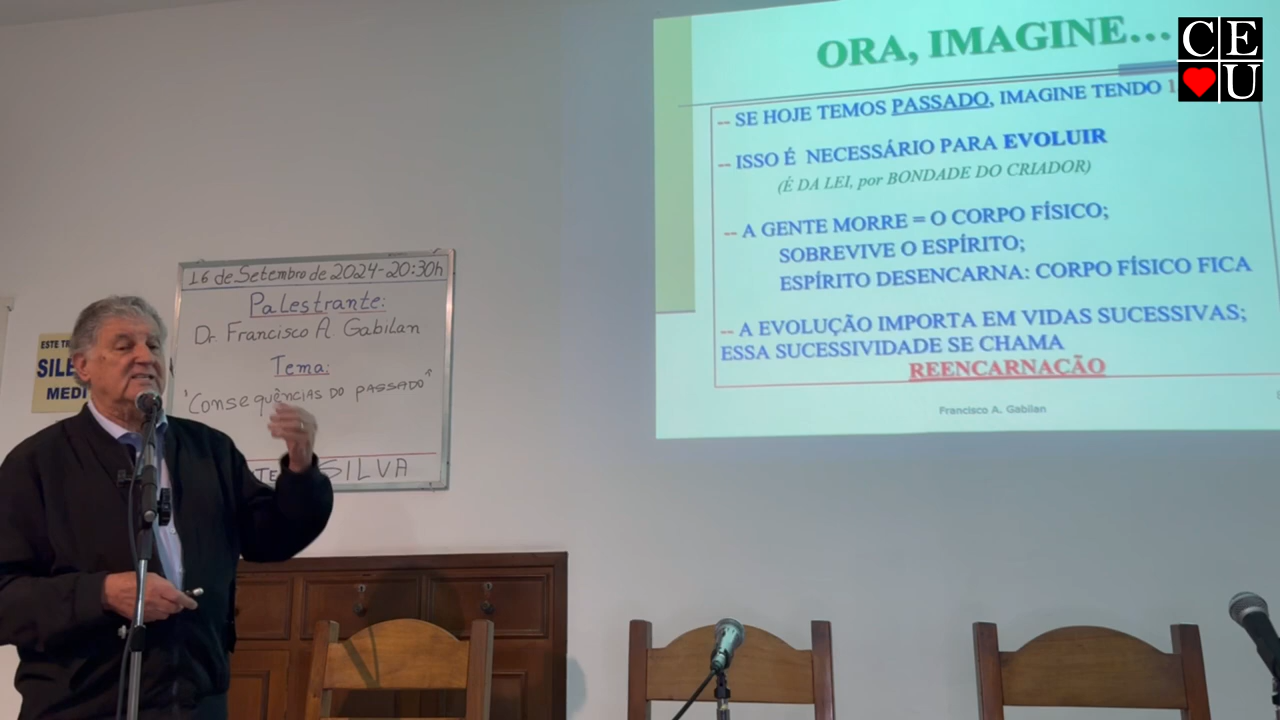 ORA, IMAGINE...
-- SE HOJE TEMOS PASSADO, IMAGINE TENDO
-- ISSO É NECESSÁRIO PARA EVOLUIR
(É DA LEI, por BONDADE DO CRIADOR)
-- A GENTE MORRE = O CORPO FÍSICO;
SOBREVIVE O ESPÍRITO;
ESPÍRITO DESENCARNA: CORPO FÍSICO FICA
-- A EVOLUÇÃO IMPORTA EM VIDAS SUCESSIVAS;
ESSA SUCESSIVIDADE SE CHAMA
REENCARNAÇÃO
Francisco A. Gabilan
CE
U
16 de Setembro de 2024-20:30h
Palestrante:
Dr Francisco A. Gabilan
Tema:
"Consequências do passado"
SILVA
ESTE
SILE
MEDI